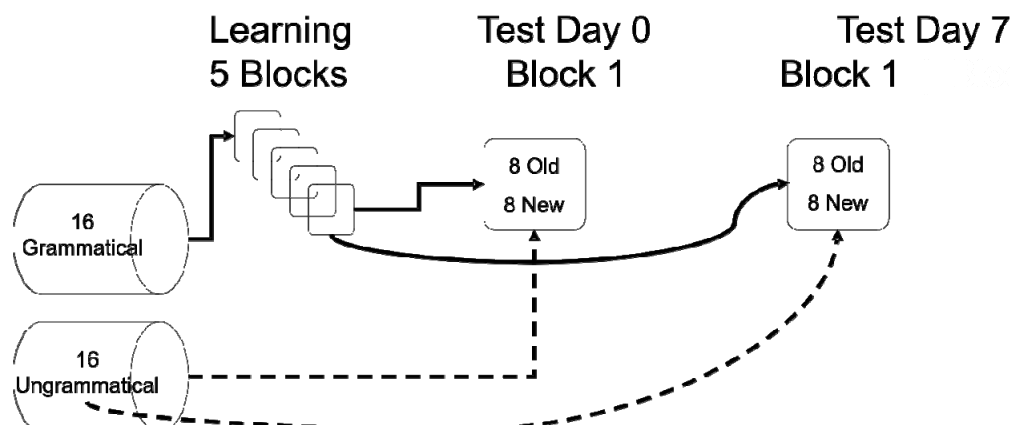 Learning
5 Blocks
Test Day 0
Block 1
Test Day 7
Block 1
16
Grammatical
8 Old
8 New
8 Old
8 New
16
Ungrammatical